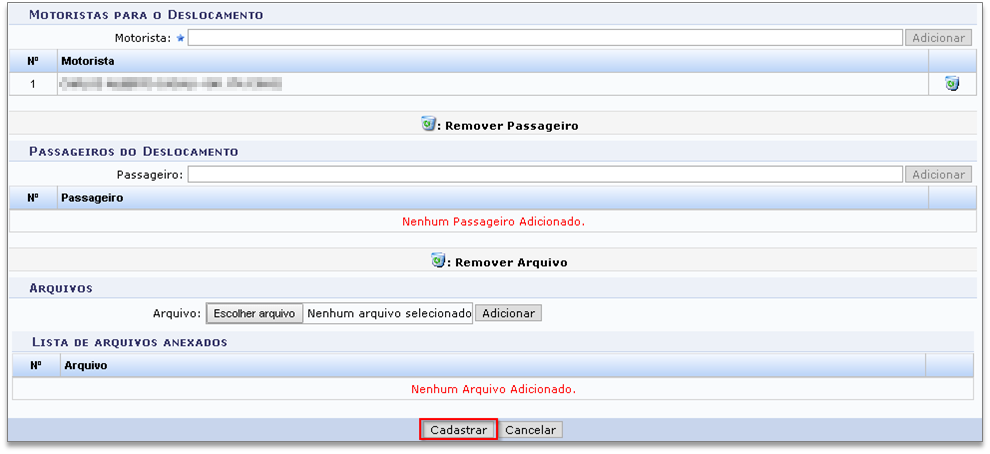 Motoristas para o Deslocamento
Motorista: Adicionar
Nº Motorista
1
: Remover Passageiro
Passageiros do Deslocamento
Passageiro: Adicionar
Nº Passageiro
Nenhum Passageiro Adicionado.
: Remover Arquivo
Arquivos
Arquivo: Escolher arquivo Nenhum arquivo selecionado Adicionar
Lista de arquivos anexados
Nº Arquivo
Nenhum Arquivo Adicionado.
Cadastrar Cancelar